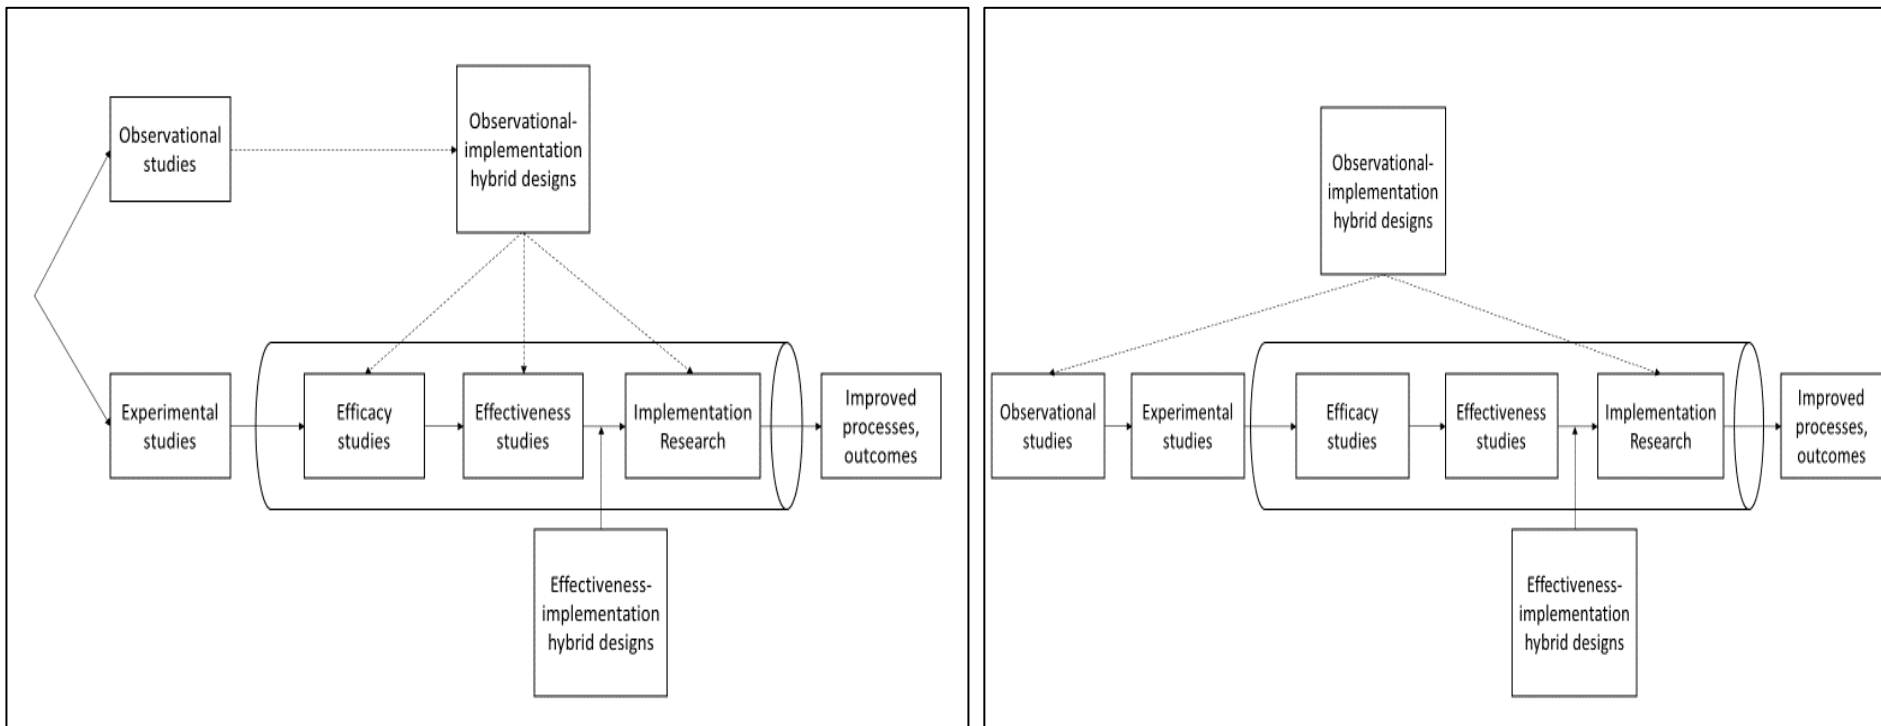 Observational
studies
Observational-
implementation
hybrid designs
Experimental
studies
Efficacy
studies
Effectiveness
studies
Implementation
Research
Improved
processes,
outcomes
Effectiveness-
implementation
hybrid designs
Observational-
implementation
hybrid designs
Observational
studies
Experimental
studies
Efficacy
studies
Effectiveness
studies
Implementation
Research
Improved
processes,
outcomes
Effectiveness-
implementation
hybrid designs